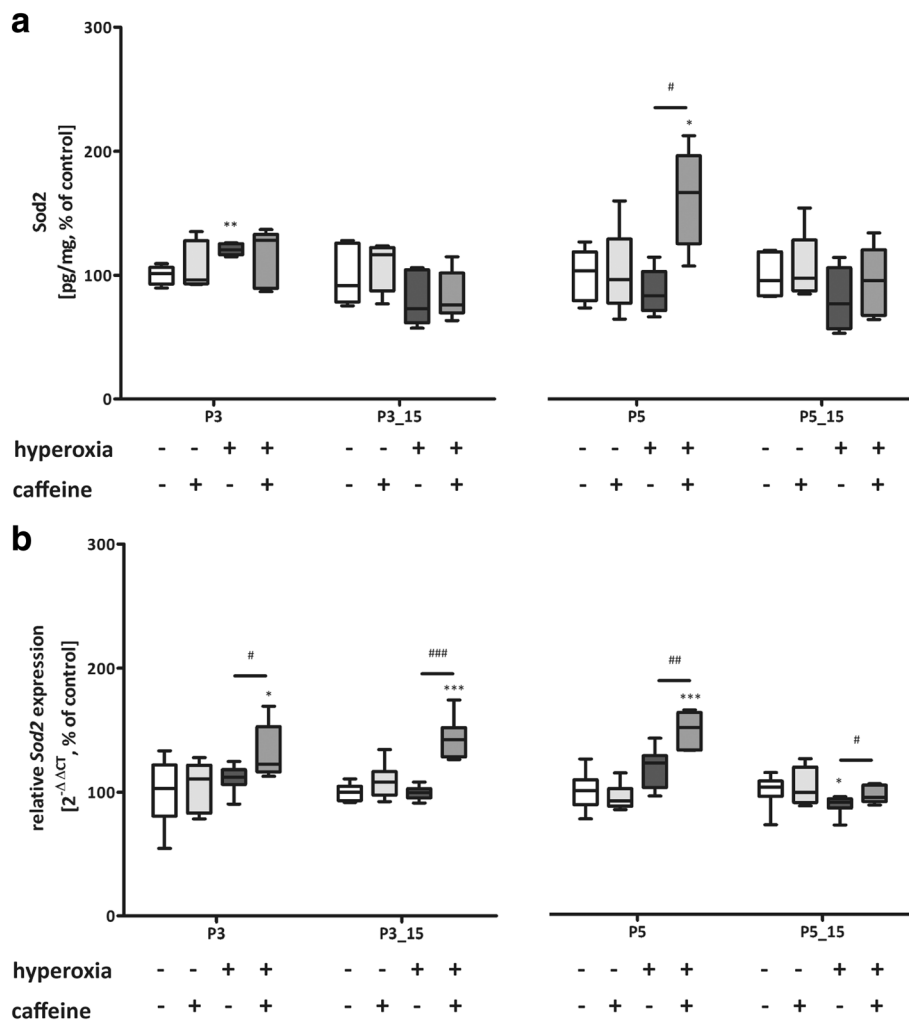 a
300
200
100
0
Sod2
[pg/mg, % of control]
**
#
*
P3 P3_15 P5 P5_15
hyperoxia - - + + - - + + - - + + - - + +
caffeine - + - + - + - + - + - + - + - +
b
300
200
100
0
relative Sod2 expression
[2^-Δ ΔCT, % of control]
#
*
###
***
##
***
#
*
P3 P3_15 P5 P5_15
hyperoxia - - + + - - + + - - + + - - + +
caffeine - + - + - + - + - + - + - + - +